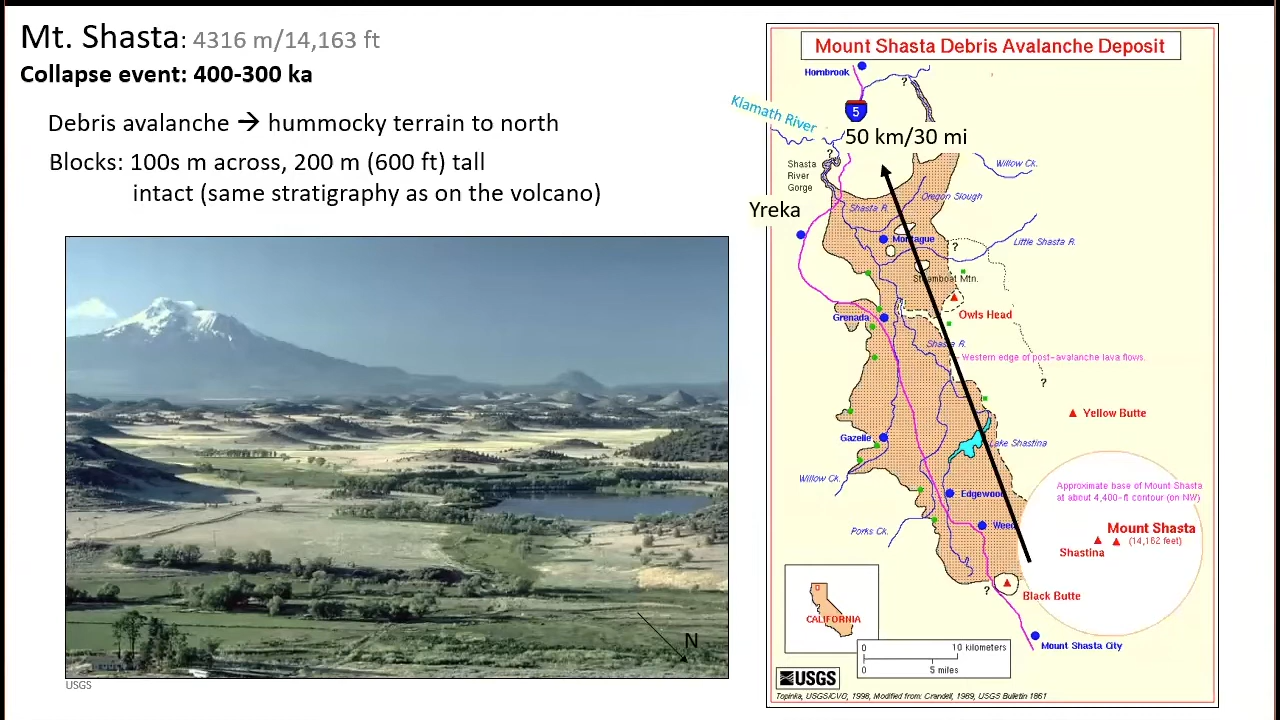 Mt. Shasta: 4316 m/14,163 ft
Collapse event: 400-300 ka
Debris avalanche → hummocky terrain to north
Blocks: 100s m across, 200 m (600 ft) tall
intact (same stratigraphy as on the volcano)
N
USGS
Mount Shasta Debris Avalanche Deposit
Hornbrook
?
Klamath River
5
50 km/30 mi
?
Shasta
River
Gorge
Willow Ck.
Oregon Slough
Yreka
Shasta R.
Montague
?
Little Shasta R.
Steamboat Mtn.
Owls Head
Grenada
Shasta R.
Western edge of post-avalanche lava flows.
?
Yellow Butte
Gazelle
Lake Shastina
Willow Ck.
Approximate base of Mount Shasta
at about 4,400-ft contour (on NW)
Edgewood
Weed
Parks Ck.
Mount Shasta
(14,162 feet)
Shastina
?
Black Butte
CALIFORNIA
Mount Shasta City
0 10 kilometers
0 5 miles
USGS
Topinka, USGS/CVO, 1998, Modified from: Crandell, 1989, USGS Bulletin 1861